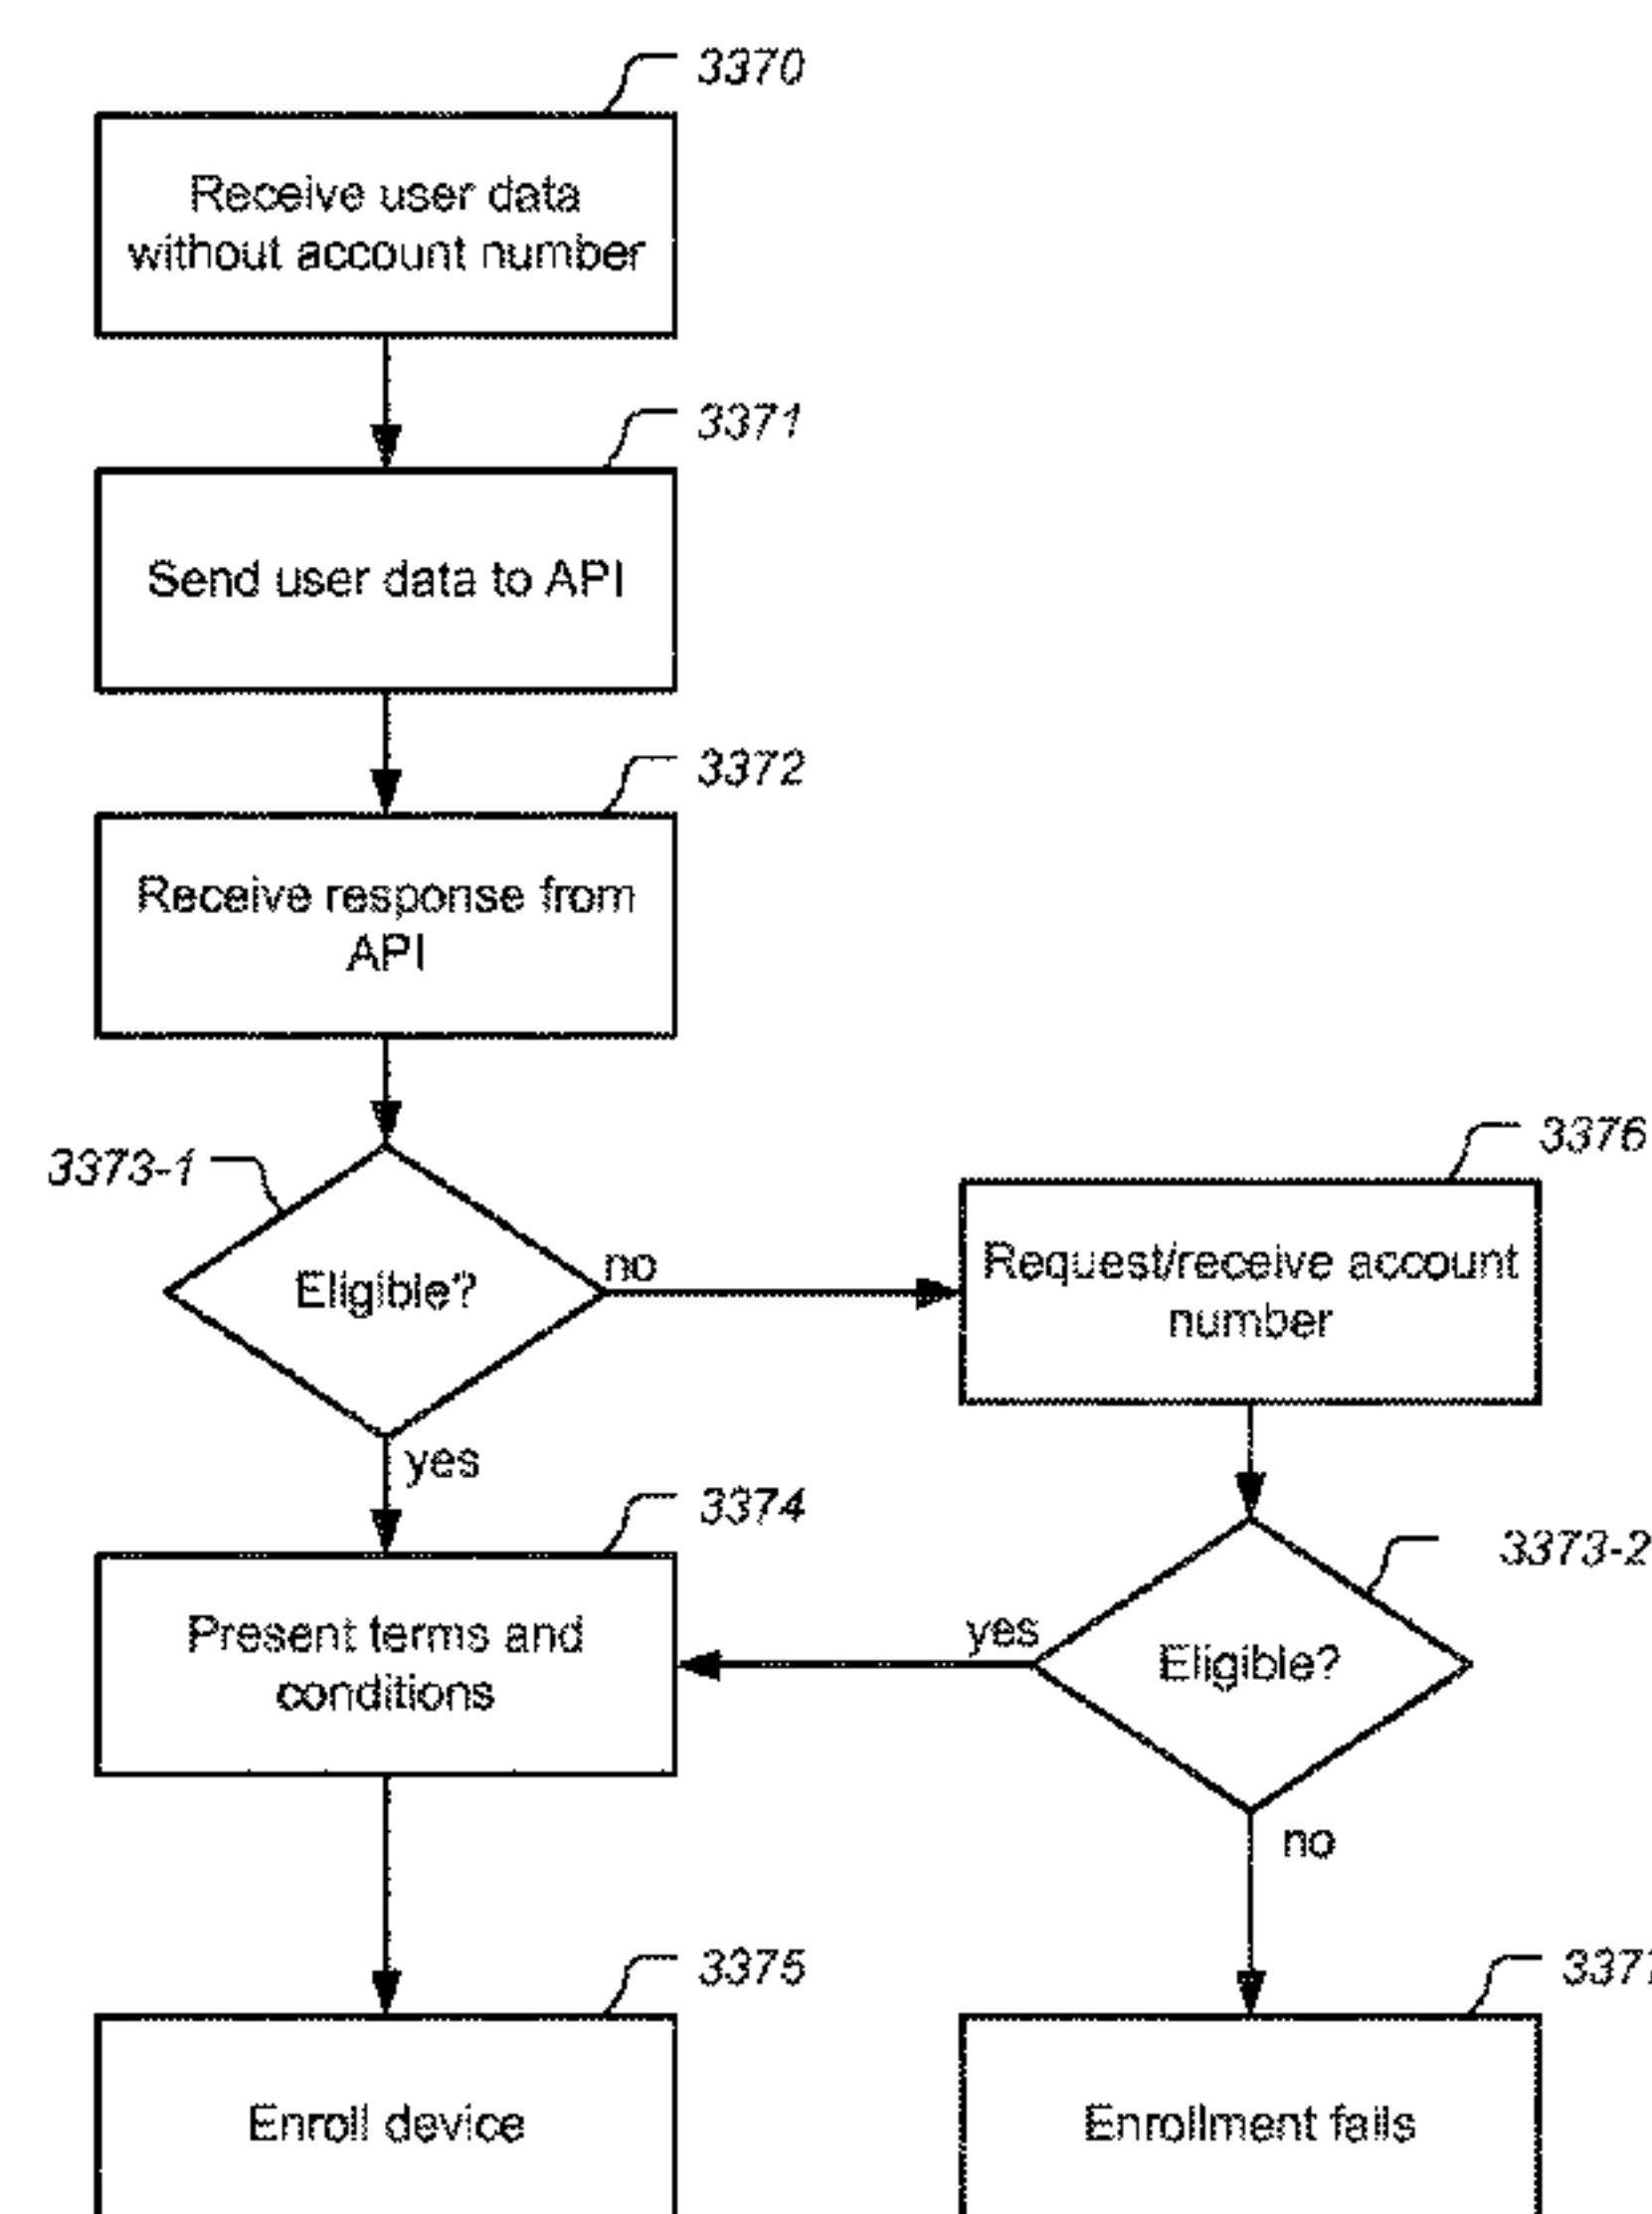 3370
Receive user data
without account number
3371
Send user data to API
3372
Receive response from
API
3373-1
Eligible?
no
yes
3376
Request/receive account
number
3374
Present terms and
conditions
3373-2
Eligible?
yes
no
3375
Enroll device
3377
Enrollment fails